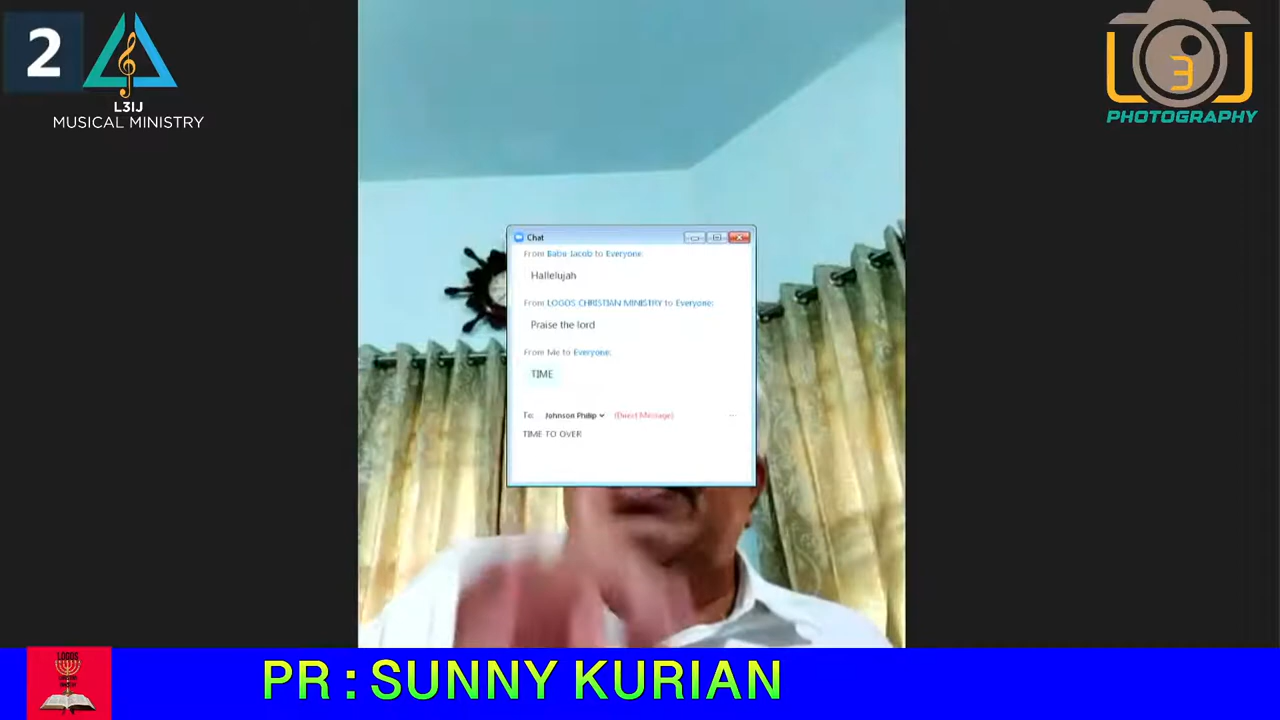 2
L3IJ
MUSICAL MINISTRY
3
PHOTOGRAPHY
Chat
From Babu Jacob to Everyone:
Hallelujah
From LOGOS CHRISTIAN MINISTRY to Everyone:
Praise the lord
From Me to Everyone:
TIME
To: Johnson Philip (Direct Message)
TIME TO OVER
LOGOS
PR : SUNNY KURIAN